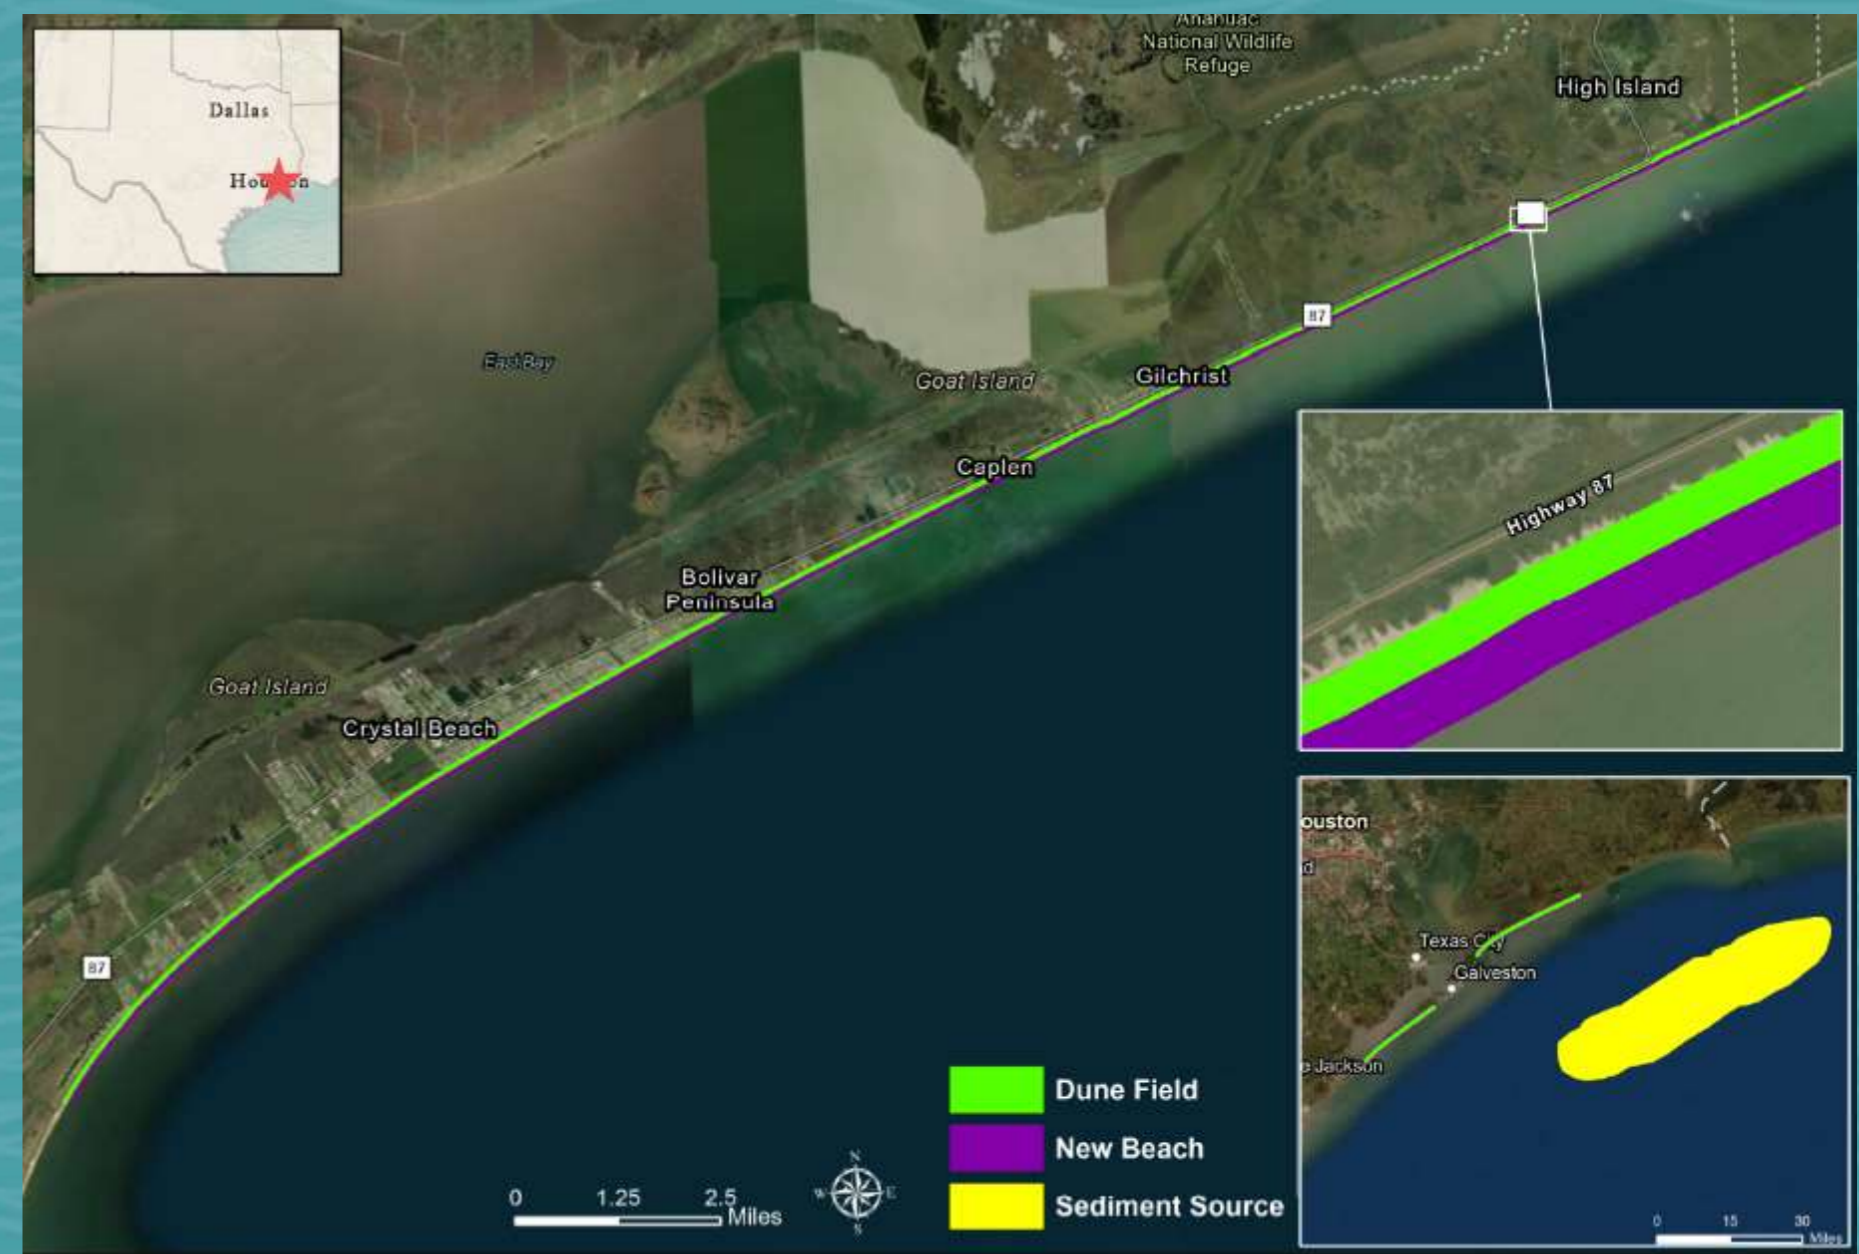 Dallas
Houston
Anahuac
National Wildlife
Refuge
High Island
East Bay
87
Goat Island
Gilchrist
Caplen
Highway 87
Bolivar
Peninsula
Goat Island
Crystal Beach
ouston
d
Texas City
Galveston
87
e Jackson
Dune Field
New Beach
Sediment Source
N
W
E
S
0 1.25 2.5
Miles
0 15 30
Miles